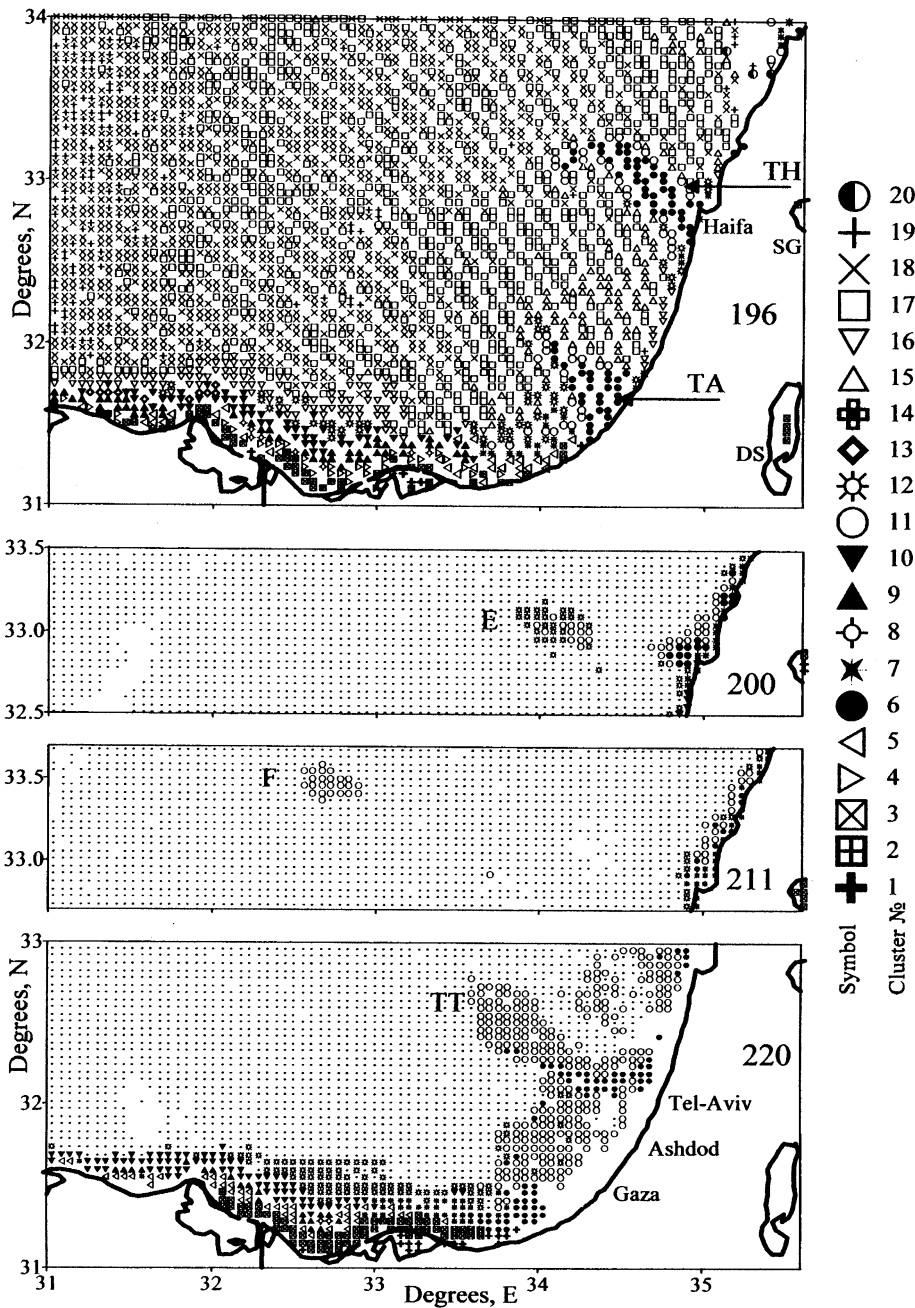 34
33
32
31
Degrees, N
TH
Haifa
SG
196
TA
DS
33.5
33.0
32.5
E
200
33.5
33.0
F
211
33
32
31
Degrees, N
TT
220
Tel-Aviv
Ashdod
Gaza
31
32
33
34
35
Degrees, E
20
19
18
17
16
15
14
13
12
11
10
9
8
7
6
5
4
3
2
1
Symbol
Cluster №